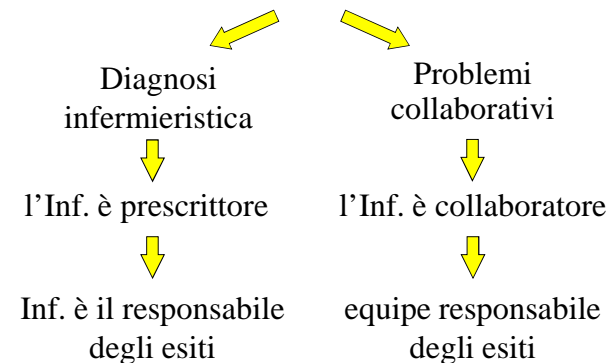 Diagnosi
infermieristica
Problemi
collaborativi
l'Inf. è prescrittore
l'Inf. è collaboratore
Inf. è il responsabile
degli esiti
equipe responsabile
degli esiti